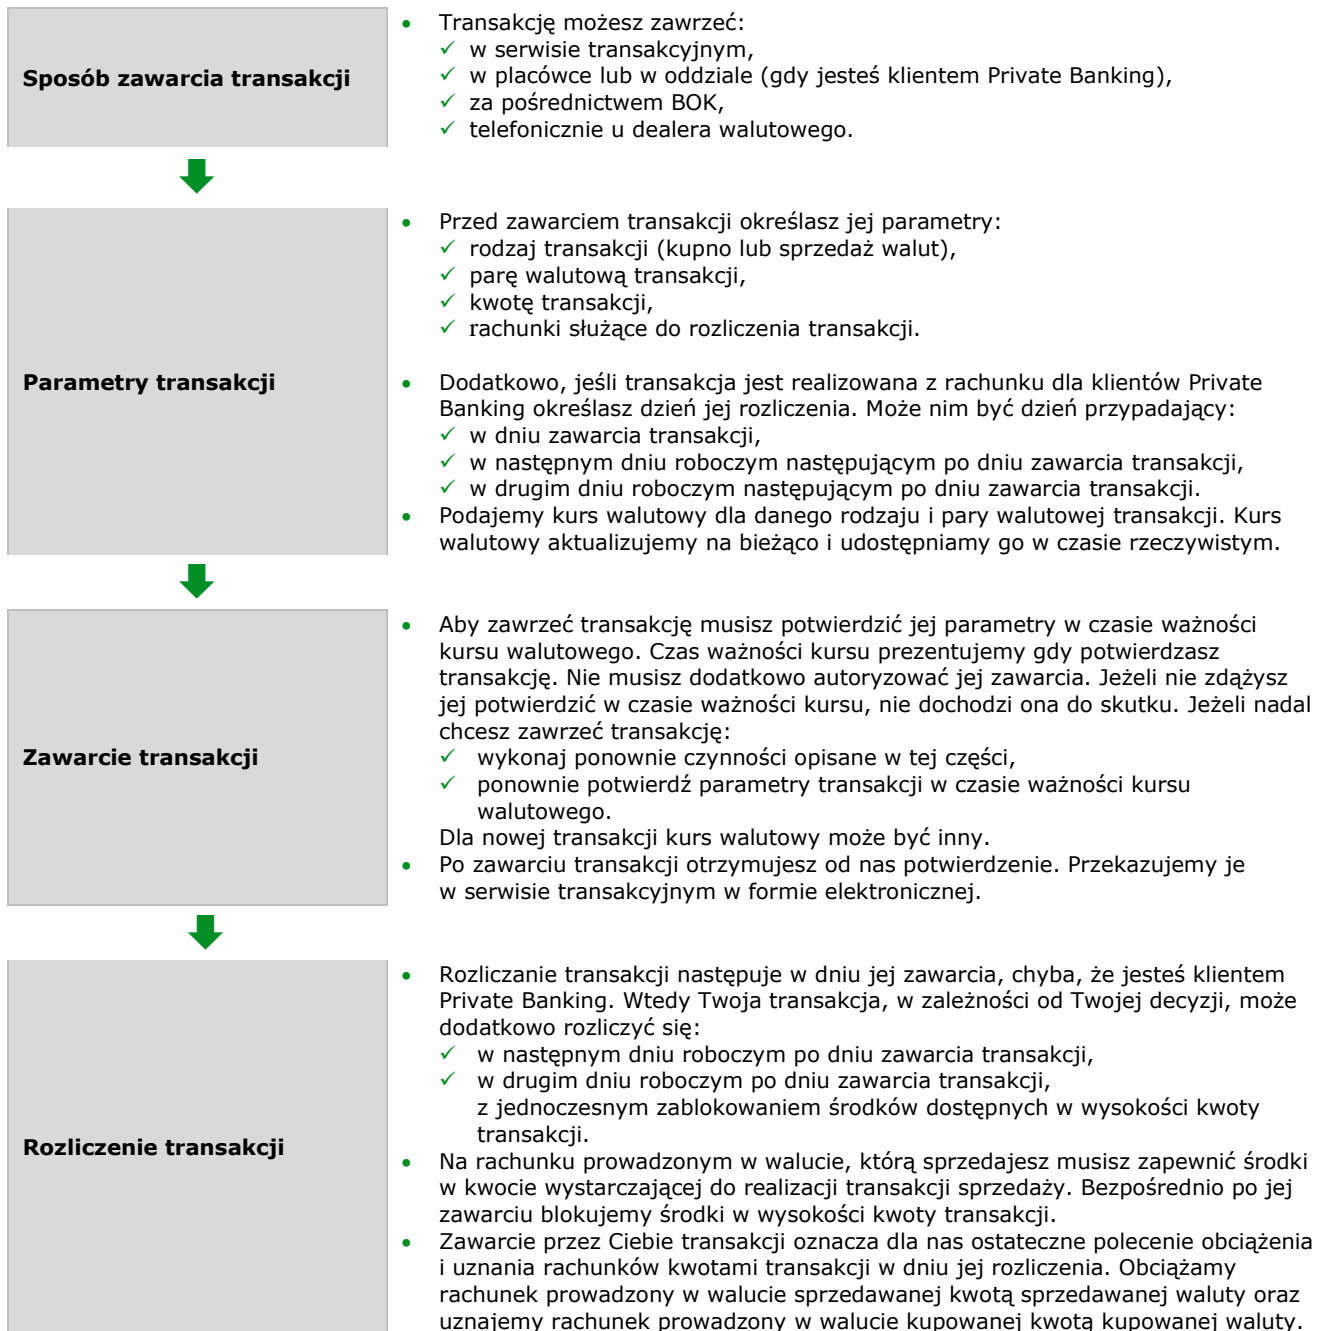 Sposób zawarcia transakcji
• Transakcję możesz zawrzeć:
✓ w serwisie transakcyjnym,
✓ w placówce lub w oddziale (gdy jesteś klientem Private Banking),
✓ za pośrednictwem BOK,
✓ telefonicznie u dealera walutowego.
Parametry transakcji
• Przed zawarciem transakcji określasz jej parametry:
✓ rodzaj transakcji (kupno lub sprzedaż walut),
✓ parę walutową transakcji,
✓ kwotę transakcji,
✓ rachunki służące do rozliczenia transakcji.
• Dodatkowo, jeśli transakcja jest realizowana z rachunku dla klientów Private
Banking określasz dzień jej rozliczenia. Może nim być dzień przypadający:
✓ w dniu zawarcia transakcji,
✓ w następnym dniu roboczym następującym po dniu zawarcia transakcji,
✓ w drugim dniu roboczym następującym po dniu zawarcia transakcji.
• Podajemy kurs walutowy dla danego rodzaju i pary walutowej transakcji. Kurs
walutowy aktualizujemy na bieżąco i udostępniamy go w czasie rzeczywistym.
Zawarcie transakcji
• Aby zawrzeć transakcję musisz potwierdzić jej parametry w czasie ważności
kursu walutowego. Czas ważności kursu prezentujemy gdy potwierdzasz
transakcję. Nie musisz dodatkowo autoryzować jej zawarcia. Jeżeli nie zdążysz
jej potwierdzić w czasie ważności kursu, nie dochodzi ona do skutku. Jeżeli nadal
chcesz zawrzeć transakcję:
✓ wykonaj ponownie czynności opisane w tej części,
✓ ponownie potwierdź parametry transakcji w czasie ważności kursu
walutowego.
Dla nowej transakcji kurs walutowy może być inny.
• Po zawarciu transakcji otrzymujesz od nas potwierdzenie. Przekazujemy je
w serwisie transakcyjnym w formie elektronicznej.
Rozliczenie transakcji
• Rozliczanie transakcji następuje w dniu jej zawarcia, chyba, że jesteś klientem
Private Banking. Wtedy Twoja transakcja, w zależności od Twojej decyzji, może
dodatkowo rozliczyć się:
✓ w następnym dniu roboczym po dniu zawarcia transakcji,
✓ w drugim dniu roboczym po dniu zawarcia transakcji,
z jednoczesnym zablokowaniem środków dostępnych w wysokości kwoty
transakcji.
• Na rachunku prowadzonym w walucie, którą sprzedajesz musisz zapewnić środki
w kwocie wystarczającej do realizacji transakcji sprzedaży. Bezpośrednio po jej
zawarciu blokujemy środki w wysokości kwoty transakcji.
• Zawarcie przez Ciebie transakcji oznacza dla nas ostateczne polecenie obciążenia
i uznania rachunków kwotami transakcji w dniu jej rozliczenia. Obciążamy
rachunek prowadzony w walucie sprzedawanej kwotą sprzedawanej waluty oraz
uznajemy rachunek prowadzony w walucie kupowanej kwotą kupowanej waluty.